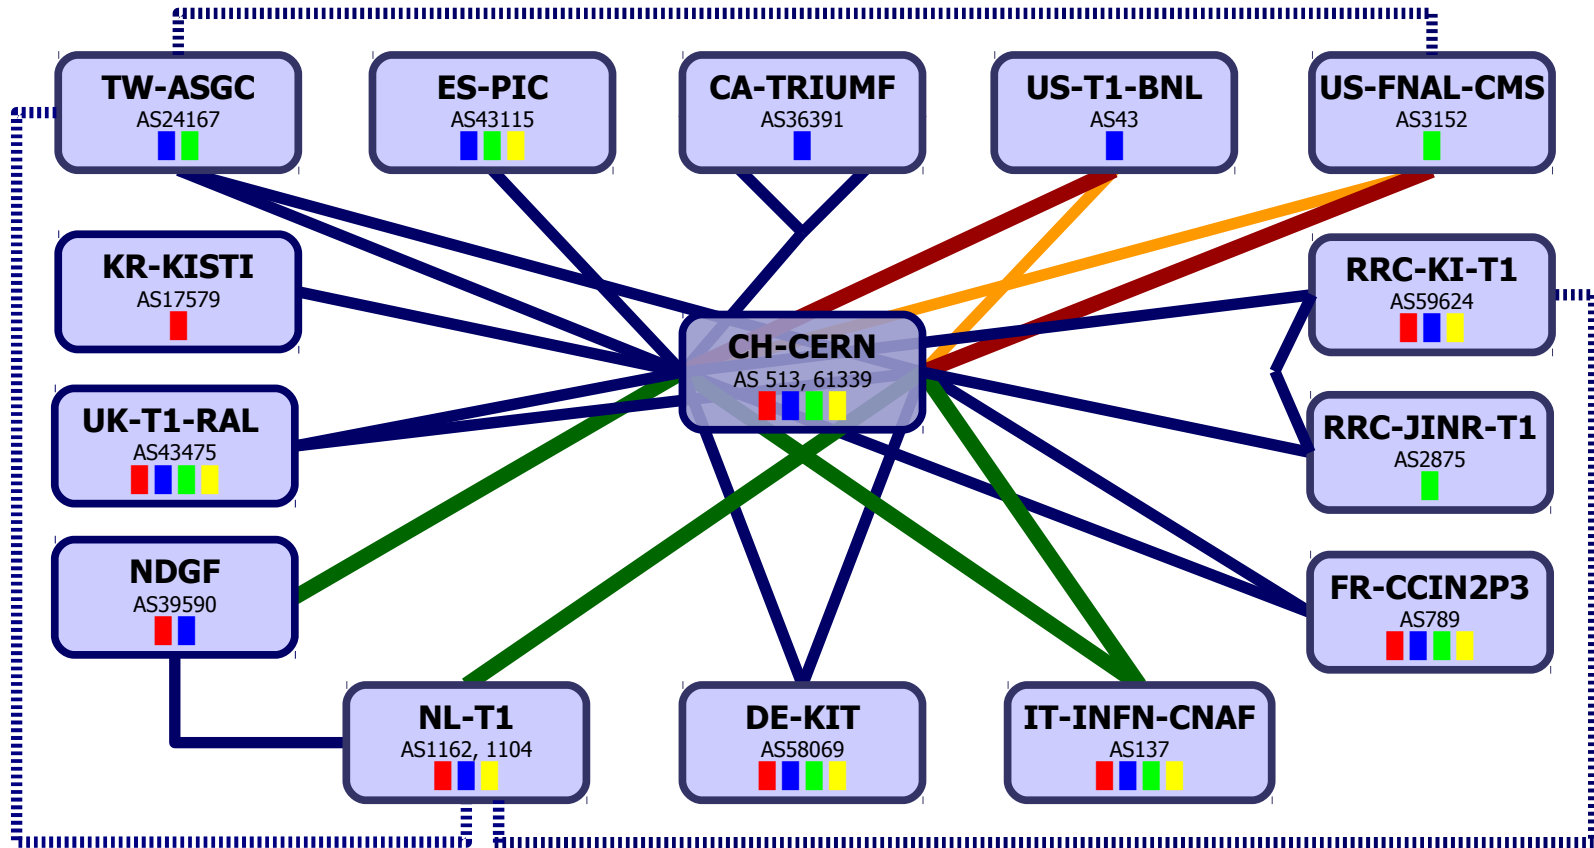 TW-ASGC
AS24167
ES-PIC
AS43115
CA-TRIUMF
AS36391
US-T1-BNL
AS43
US-FNAL-CMS
AS3152
KR-KISTI
AS17579
RRC-KI-T1
AS59624
CH-CERN
AS 513, 61339
UK-T1-RAL
AS43475
RRC-JINR-T1
AS2875
NDGF
AS39590
FR-CCIN2P3
AS789
NL-T1
AS1162, 1104
DE-KIT
AS58069
IT-INFN-CNAF
AS137